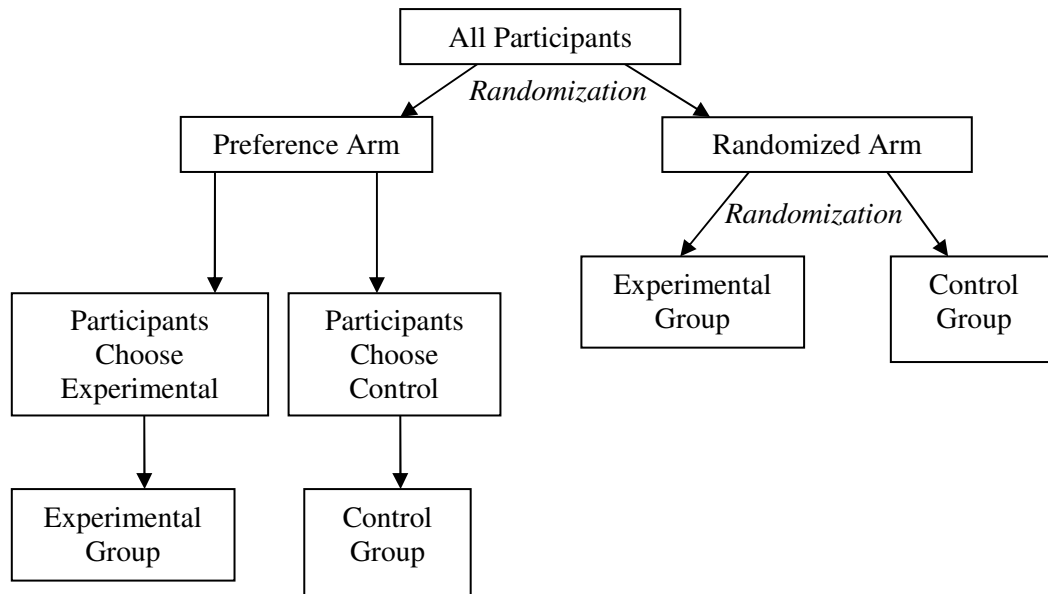 All Participants
Randomization
Preference Arm
Randomized Arm
Randomization
Experimental
Group
Control
Group
Participants
Choose
Experimental
Participants
Choose
Control
Experimental
Group
Control
Group